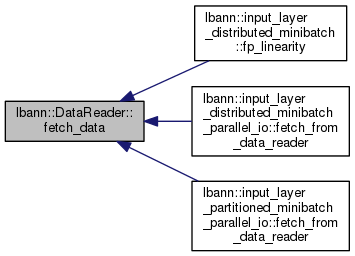 lbann::DataReader::
fetch_data
lbann::input_layer
_distributed_minibatch
::fp_linearity
lbann::input_layer
_distributed_minibatch
_parallel_io::fetch_from
_data_reader
lbann::input_layer
_partitioned_minibatch
_parallel_io::fetch_from
_data_reader